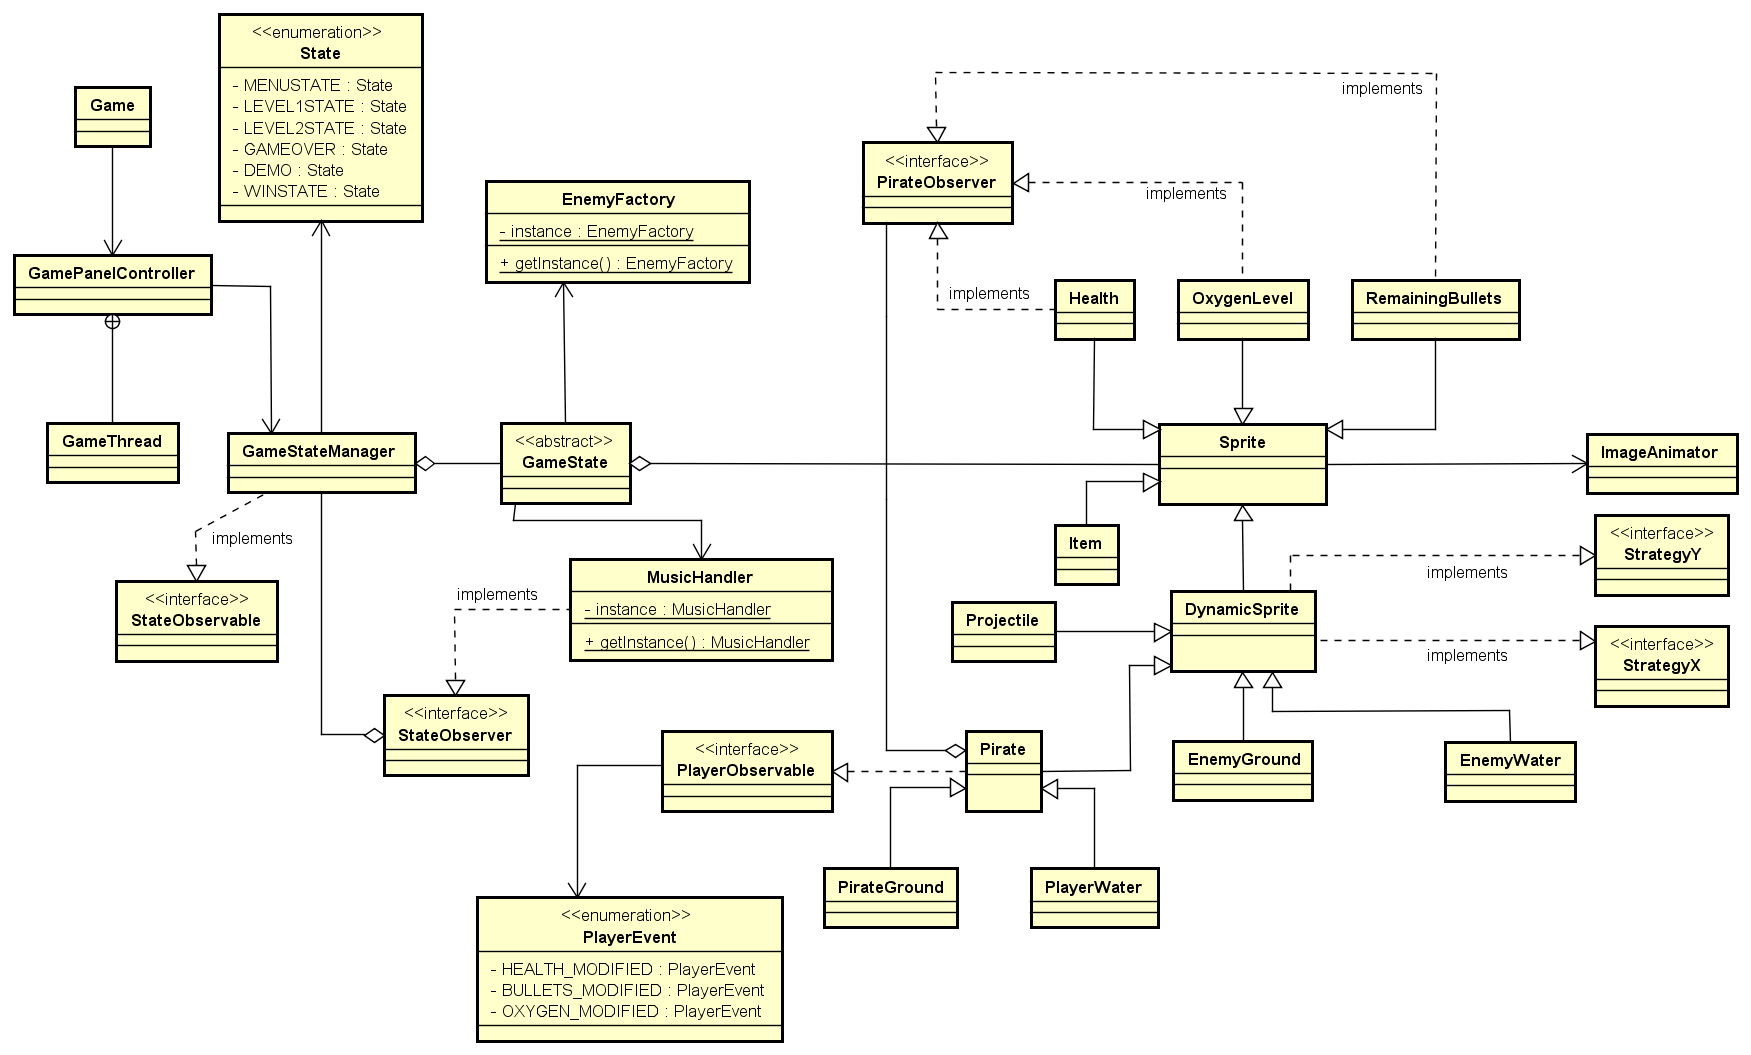 <<enumeration>>
State
- MENUSTATE : State
- LEVEL1STATE : State
- LEVEL2STATE : State
- GAMEOVER : State
- DEMO : State
- WINSTATE : State
Game
GamePanelController
GameThread
GameStateManager
implements
<<interface>>
StateObservable
EnemyFactory
- instance : EnemyFactory
+ getInstance() : EnemyFactory
<<abstract>>
GameState
MusicHandler
- instance : MusicHandler
+ getInstance() : MusicHandler
implements
<<interface>>
StateObserver
<<interface>>
PlayerObservable
<<enumeration>>
PlayerEvent
- HEALTH_MODIFIED : PlayerEvent
- BULLETS_MODIFIED : PlayerEvent
- OXYGEN_MODIFIED : PlayerEvent
implements
<<interface>>
PirateObserver
implements
implements
Health
OxygenLevel
RemainingBullets
Sprite
ImageAnimator
Item
<<interface>>
StrategyY
implements
Projectile
DynamicSprite
<<interface>>
StrategyX
implements
Pirate
EnemyGround
EnemyWater
PirateGround
PlayerWater